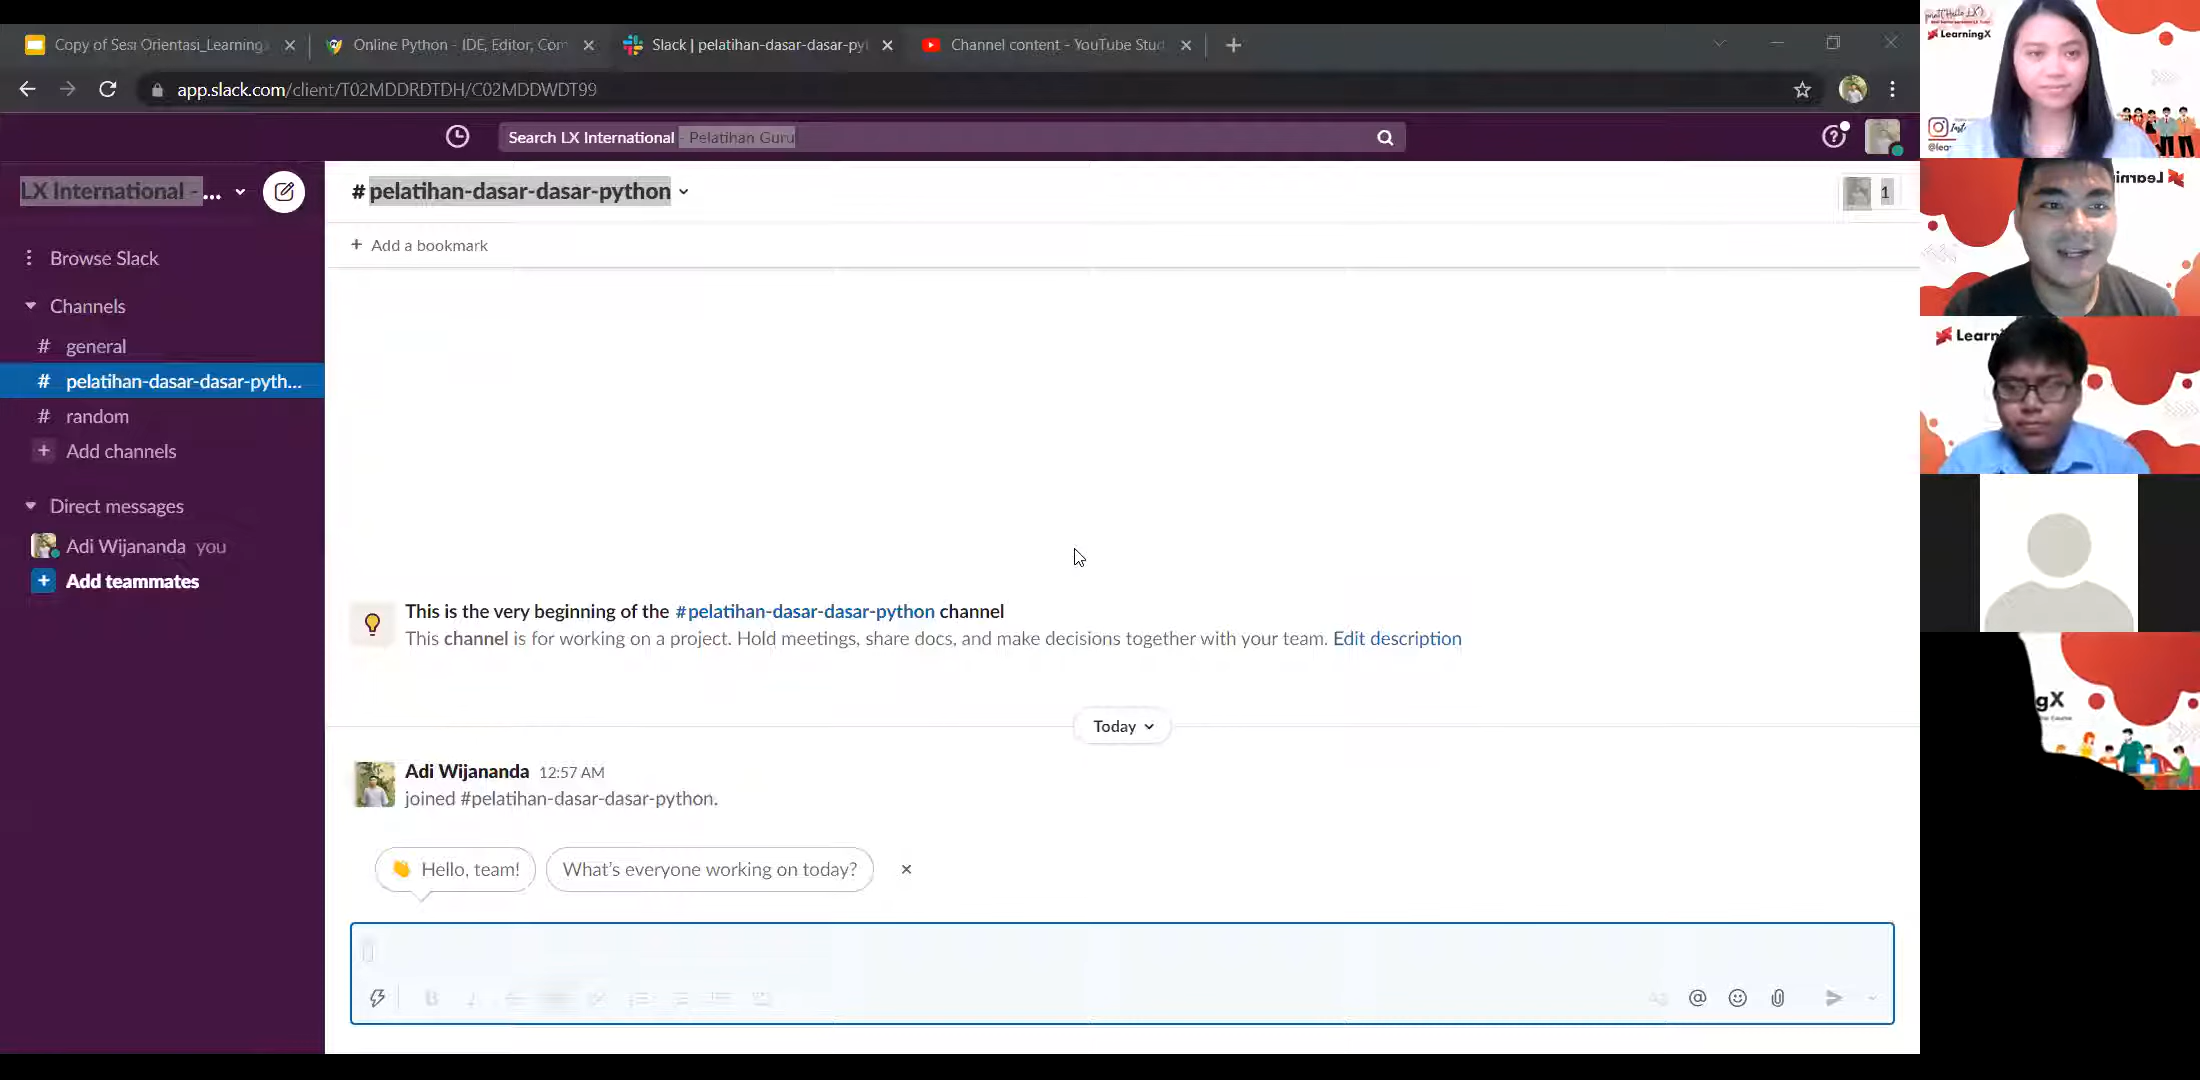 Copy of Sesi Orientasi_Learning
Online Python - IDE, Editor, Com
Slack | pelatihan-dasar-dasar-py
Channel content - YouTube Stud
app.slack.com/client/T02MDDRDTDH/C02MDDWDT99
Search LX International - Pelatihan Guru
LX International - ...
# pelatihan-dasar-dasar-python
1
+ Add a bookmark
Browse Slack
Channels
# general
# pelatihan-dasar-dasar-pyth...
# random
+ Add channels
Direct messages
Adi Wijananda you
+ Add teammates
This is the very beginning of the #pelatihan-dasar-dasar-python channel
This channel is for working on a project. Hold meetings, share docs, and make decisions together with your team. Edit description
Today
Adi Wijananda 12:57 AM
joined #pelatihan-dasar-dasar-python.
Hello, team!
What's everyone working on today?
print("Hello LX")
LearningX
@lea
Learni
Learn
gX